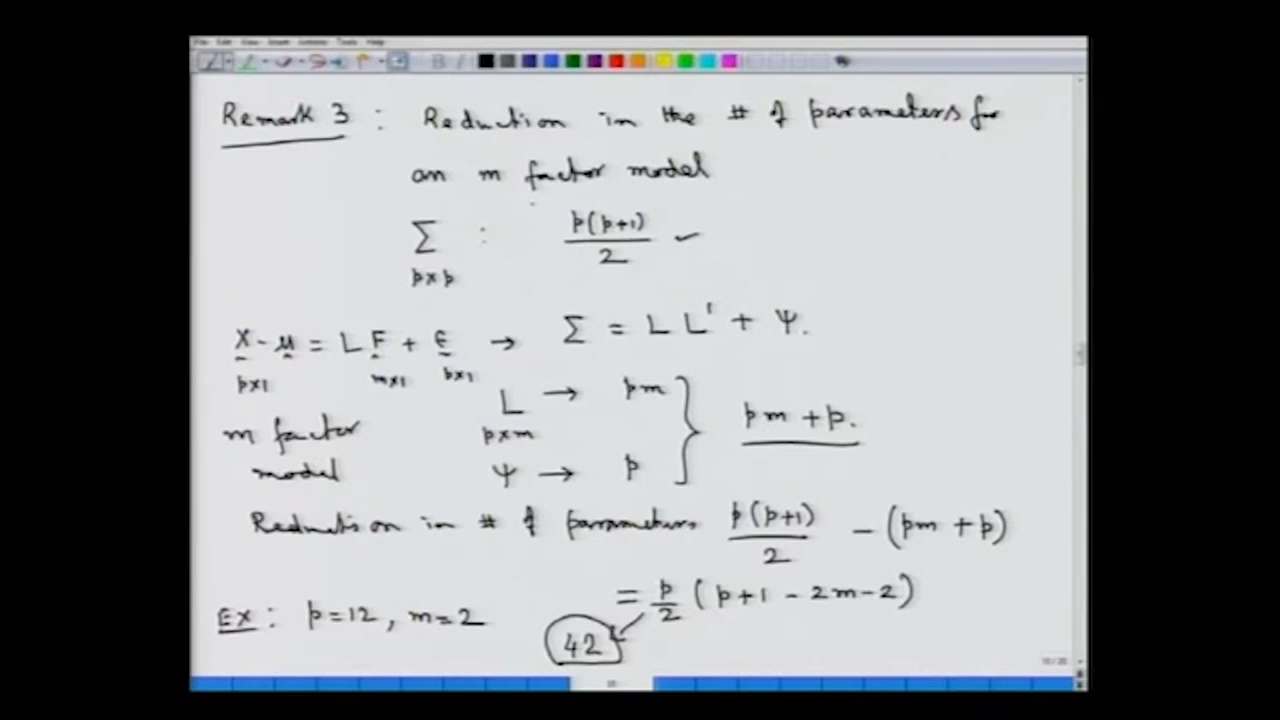 Remark 3 : Reduction in the # of parameters for
an m factor model
Σ : p(p+1)/2 ✓
p×p
X - μ = L F + ε → Σ = L L' + Ψ.
p×1 m×1 p×1
L → pm
p×m
m factor
model
Ψ → p
} pm + p.
Reduction in # of parameters p(p+1)/2 - (pm + p)
= p/2 (p+1 - 2m - 2)
Ex : p=12, m=2
42